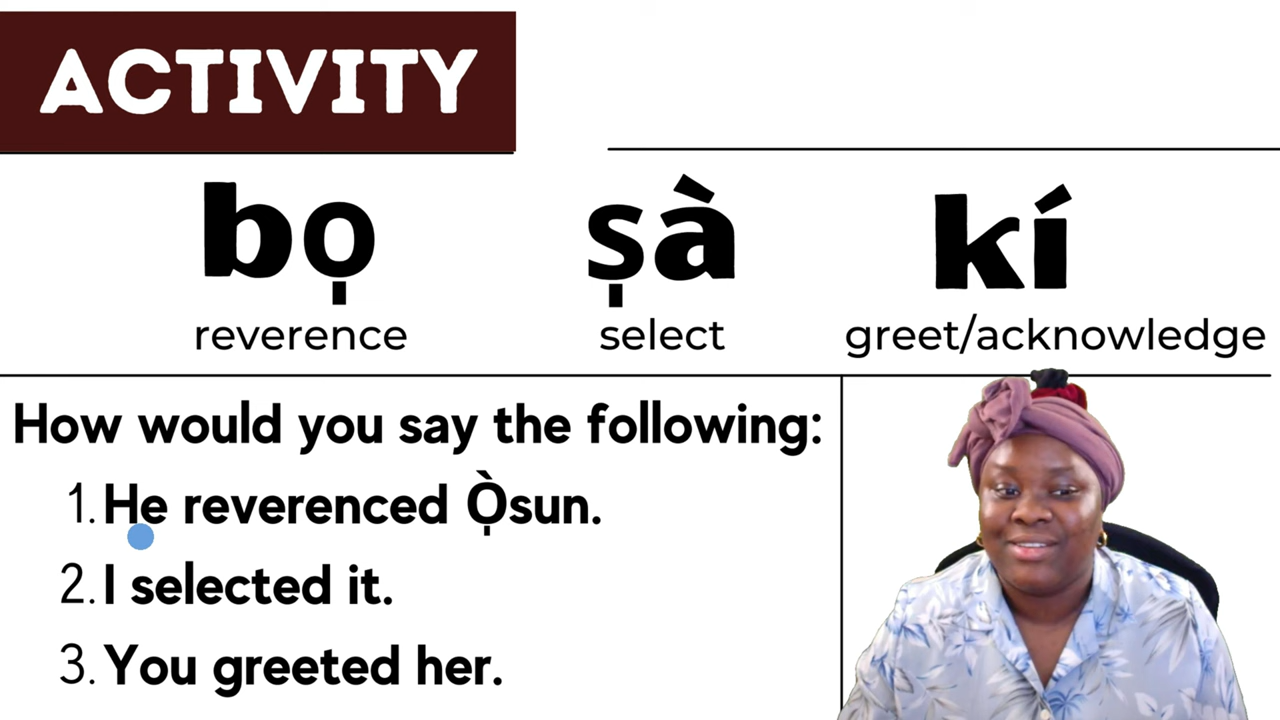 ACTIVITY
bọ ṣà kí
reverence select greet/acknowledge
How would you say the following:
1. He reverenced Ọ̀sun.
2. I selected it.
3. You greeted her.